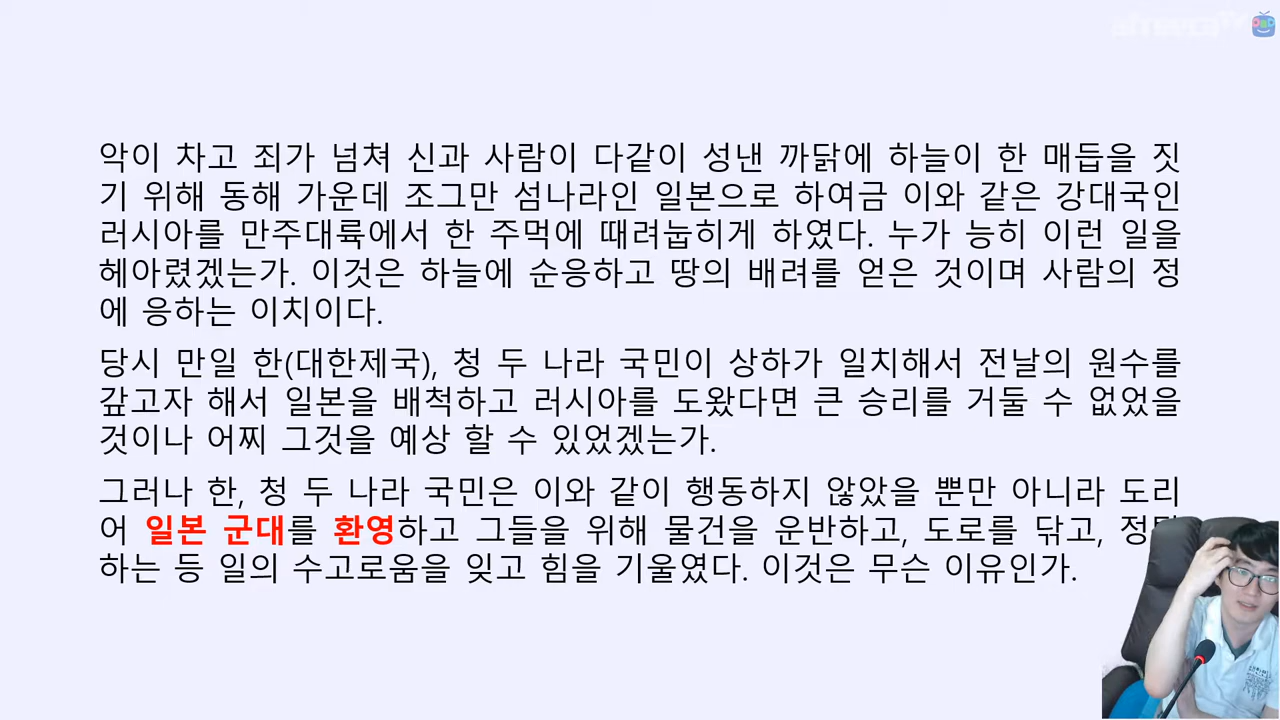 악이 차고 죄가 넘쳐 신과 사람이 다같이 성낸 까닭에 하늘이 한 매듭을 짓
기 위해 동해 가운데 조그만 섬나라인 일본으로 하여금 이와 같은 강대국인
러시아를 만주대륙에서 한 주먹에 때려눕히게 하였다. 누가 능히 이런 일을
헤아렸겠는가. 이것은 하늘에 순응하고 땅의 배려를 얻은 것이며 사람의 정
에 응하는 이치이다.
당시 만일 한(대한제국), 청 두 나라 국민이 상하가 일치해서 전날의 원수를
갚고자 해서 일본을 배척하고 러시아를 도왔다면 큰 승리를 거둘 수 없었을
것이나 어찌 그것을 예상 할 수 있었겠는가.
그러나 한, 청 두 나라 국민은 이와 같이 행동하지 않았을 뿐만 아니라 도리
어 일본 군대를 환영하고 그들을 위해 물건을 운반하고, 도로를 닦고,
하는 등 일의 수고로움을 잊고 힘을 기울였다. 이것은 무슨 이유인가.